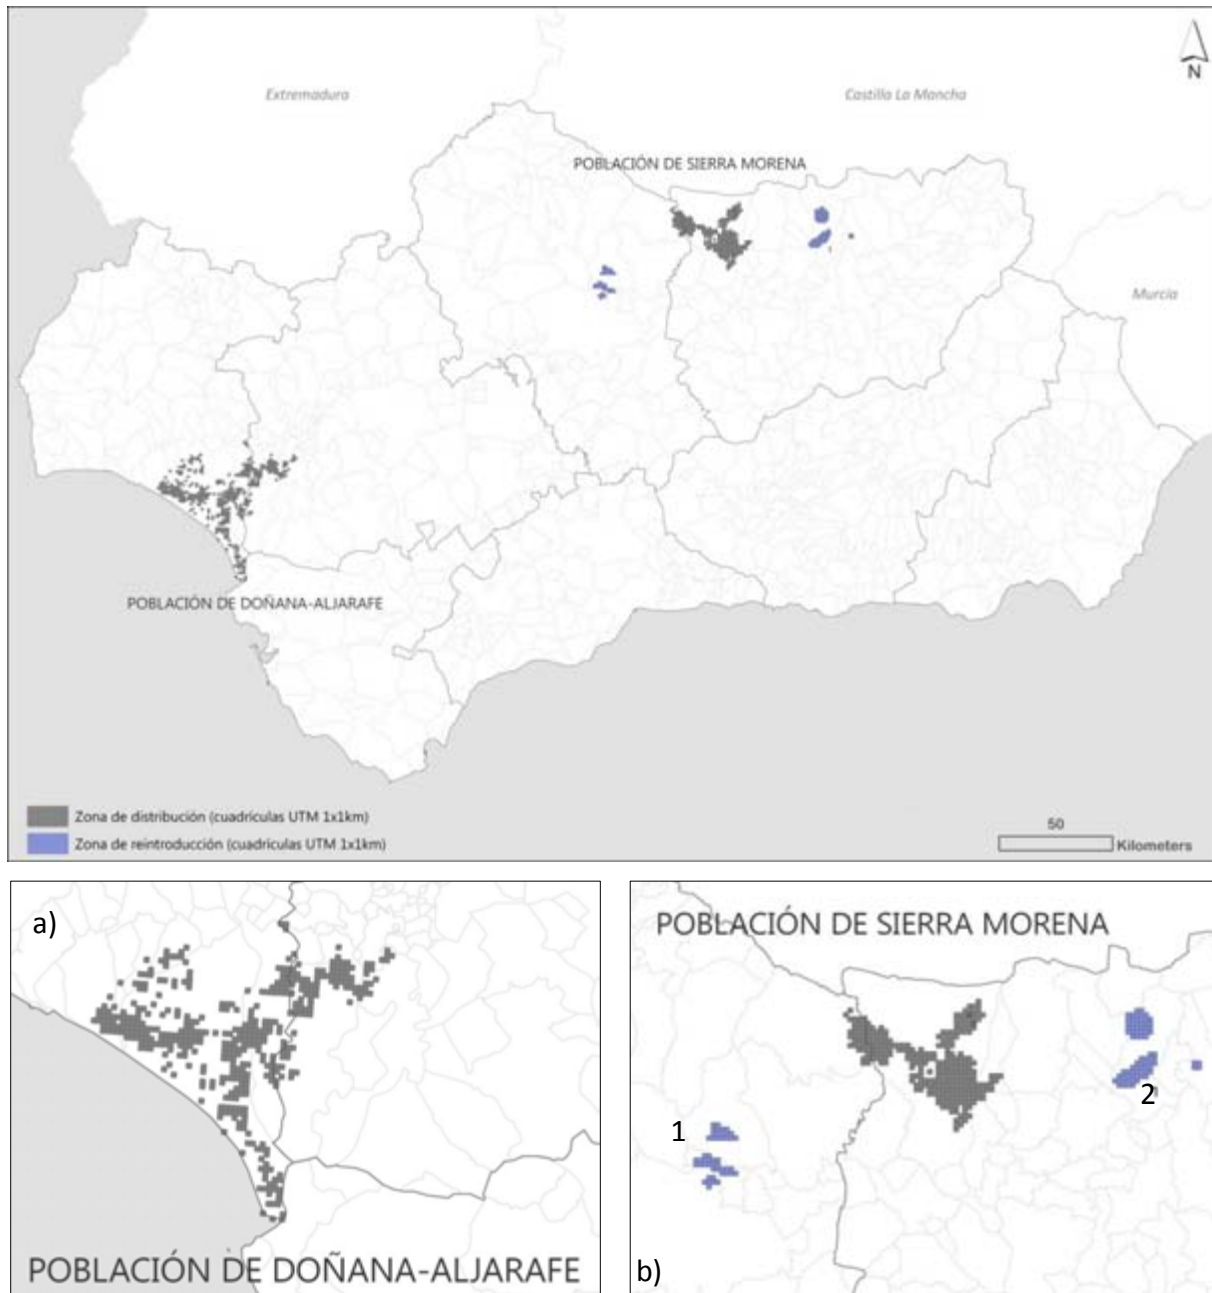 N
Extremadura
Castilla La Mancha
POBLACIÓN DE SIERRA MORENA
Murcia
POBLACIÓN DE DOÑANA-ALJARAFE
Zona de distribución (cuadrículas UTM 1x1km)
Zona de reintroducción (cuadrículas UTM 1x1km)
50
Kilometers
a)
POBLACIÓN DE DOÑANA-ALJARAFE
POBLACIÓN DE SIERRA MORENA
1
2
b)